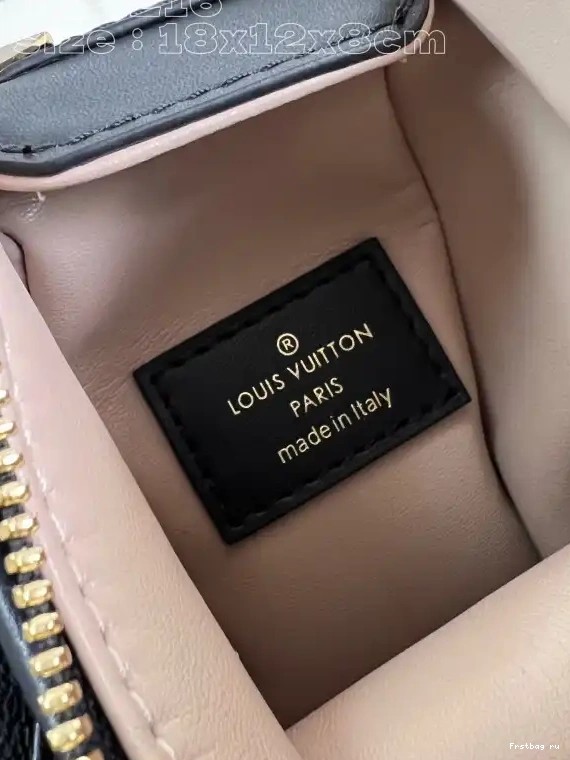 Size : 18x12x8cm
®
LOUIS VUITTON
PARIS
made in Italy
frstbag ru